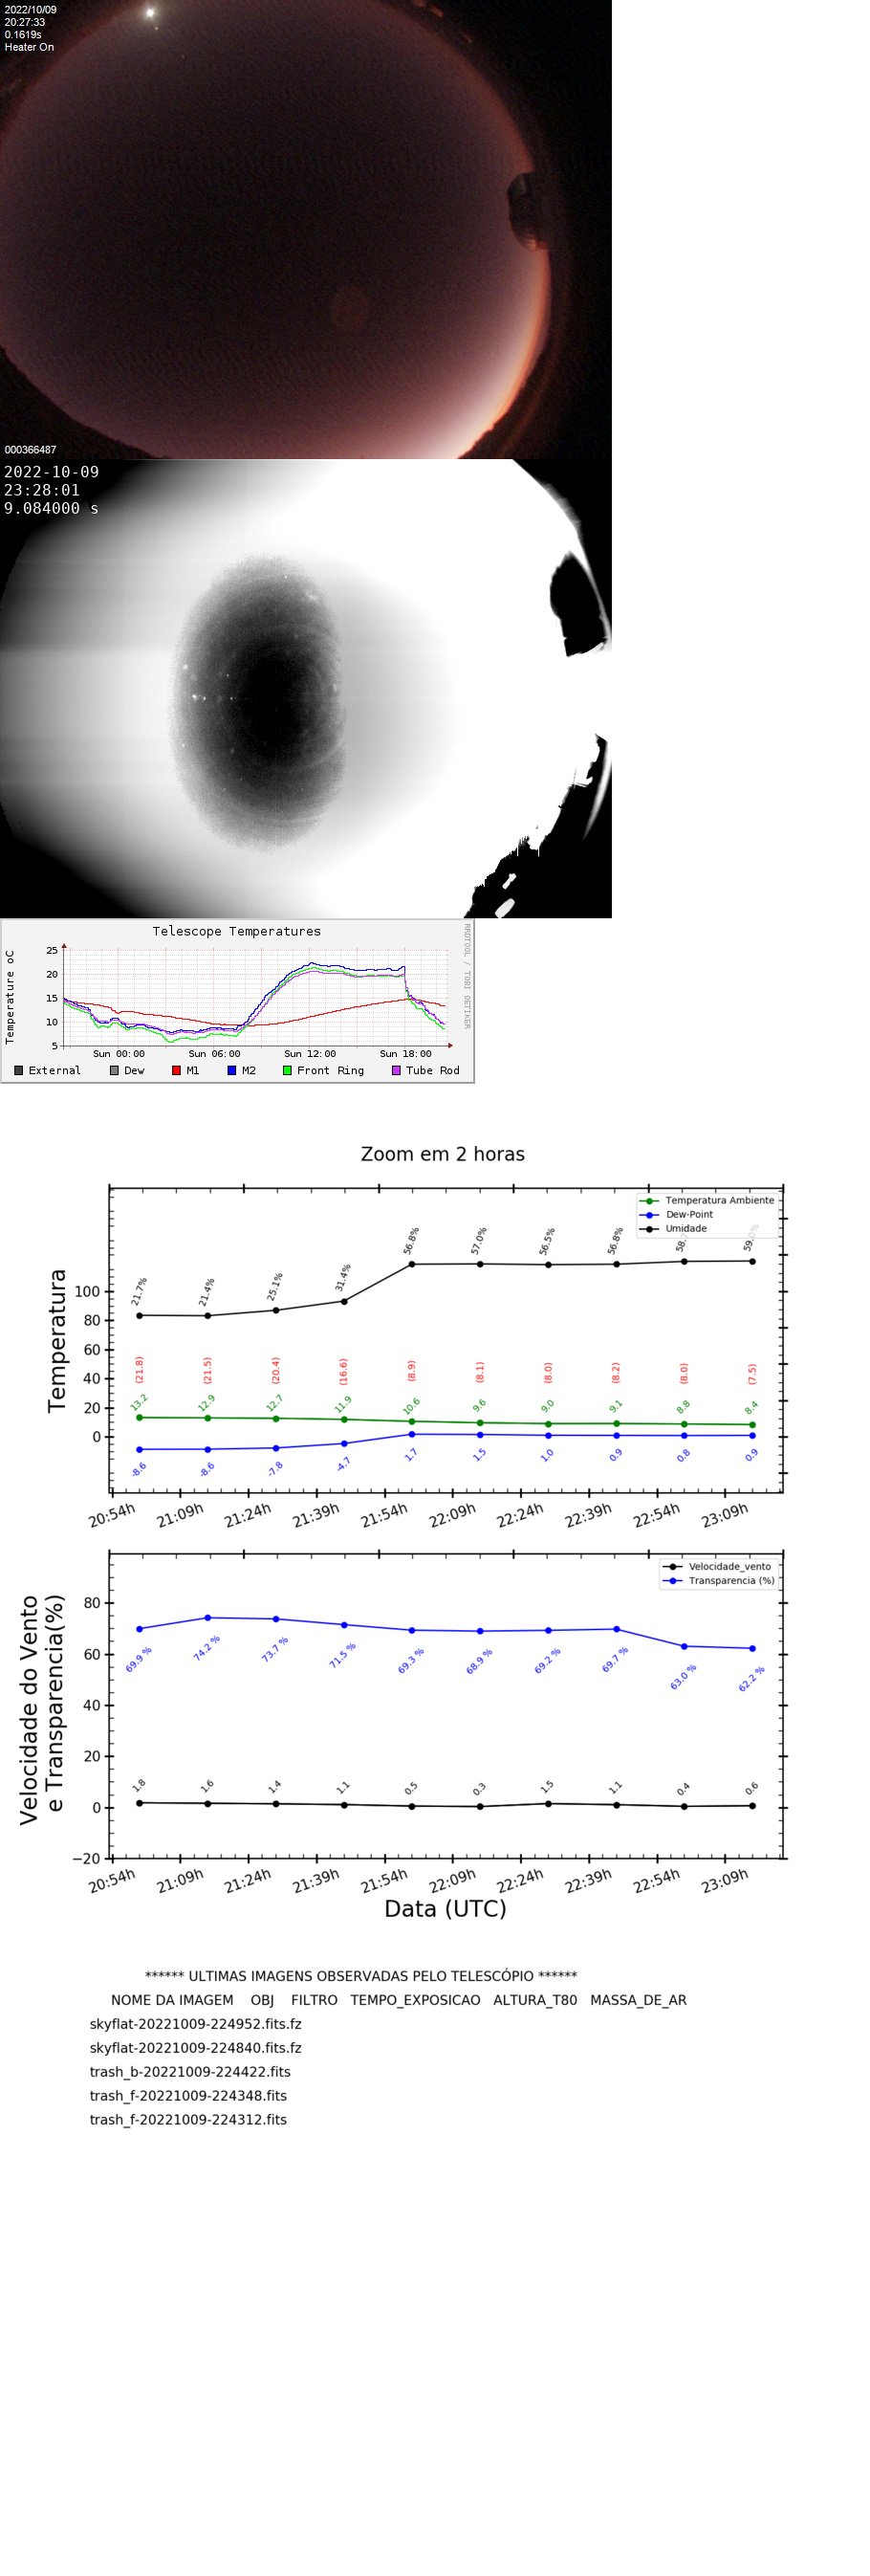 2022/10/09
20:27:33
0.1619s
Heater On
000366487
2022-10-09
23:28:01
9.084000 s
Telescope Temperatures
RRDTOOL / TOBI OETIKER
Temperature oC
25
20
15
10
5
Sun 00:00 Sun 06:00 Sun 12:00 Sun 18:00
External Dew M1 M2 Front Ring Tube Rod
Zoom em 2 horas
Temperatura Ambiente
Dew-Point
Umidade
Temperatura
100
80
60
40
20
0
21.7% 21.4% 25.1% 31.4% 56.8% 57.0% 56.5% 56.8% 59.0%
(21.8) (21.5) (20.4) (16.6) (8.9) (8.1) (8.0) (8.2) (8.0) (7.5)
13.2 12.9 12.7 11.9 10.6 9.6 9.0 9.1 8.8 8.4
-8.6 -8.6 -7.8 -4.7 1.7 1.5 1.0 0.9 0.8 0.9
20:54h 21:09h 21:24h 21:39h 21:54h 22:09h 22:24h 22:39h 22:54h 23:09h
Velocidade_vento
Transparencia (%)
Velocidade do Vento
e Transparencia(%)
80
60
40
20
0
−20
69.9 % 74.2 % 73.7 % 71.5 % 69.3 % 68.9 % 69.2 % 69.7 % 63.0 % 62.2 %
1.8 1.6 1.4 1.1 0.5 0.3 1.5 1.1 0.4 0.6
20:54h 21:09h 21:24h 21:39h 21:54h 22:09h 22:24h 22:39h 22:54h 23:09h
Data (UTC)
****** ULTIMAS IMAGENS OBSERVADAS PELO TELESCÓPIO ******
NOME DA IMAGEM OBJ FILTRO TEMPO_EXPOSICAO ALTURA_T80 MASSA_DE_AR
skyflat-20221009-224952.fits.fz
skyflat-20221009-224840.fits.fz
trash_b-20221009-224422.fits
trash_f-20221009-224348.fits
trash_f-20221009-224312.fits